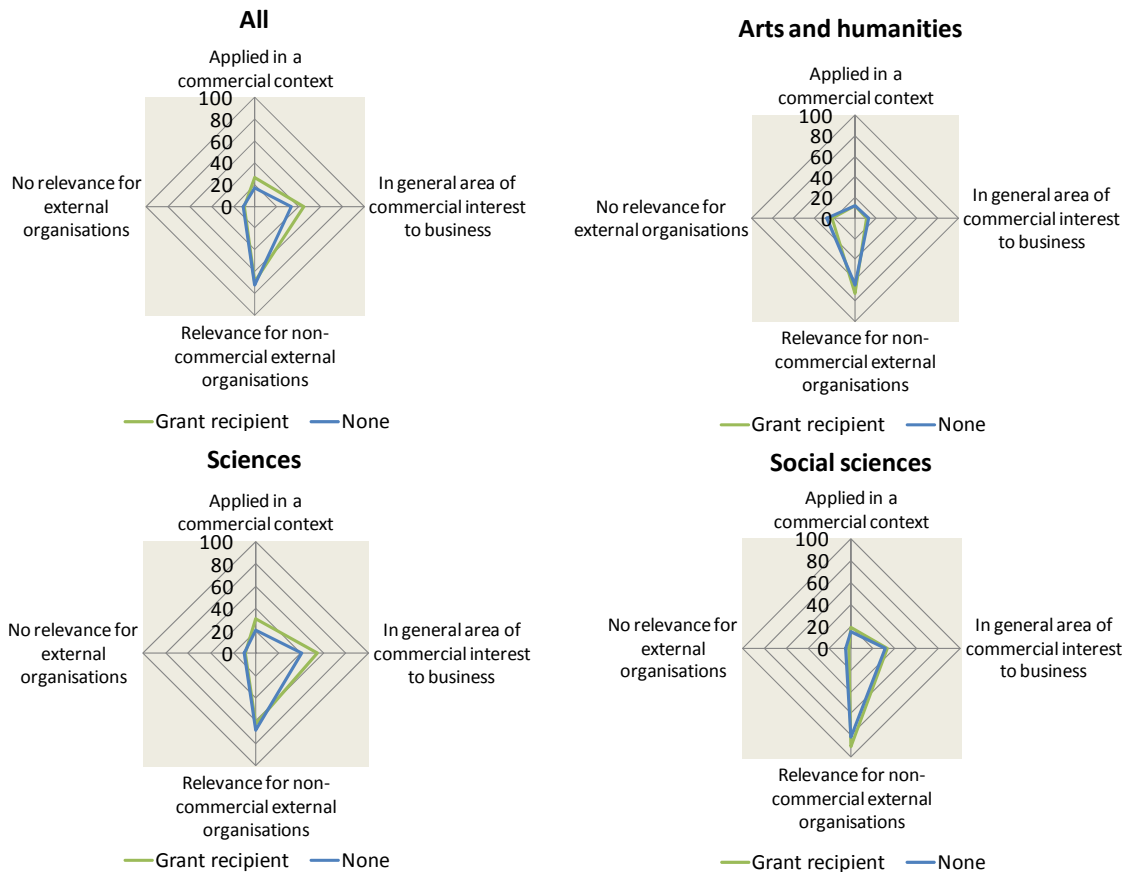 All
Applied in a
commercial context
100
80
60
40
20
0
No relevance for
external
organisations
In general area of
commercial interest
to business
Relevance for non-
commercial external
organisations
Grant recipient
None
Arts and humanities
Applied in a
commercial context
100
80
60
40
20
0
No relevance for
external organisations
In general area of
commercial interest to
business
Relevance for non-
commercial external
organisations
Grant recipient
None
Sciences
Applied in a
commercial context
100
80
60
40
20
0
No relevance for
external
organisations
In general area of
commercial interest
to business
Relevance for non-
commercial external
organisations
Grant recipient
None
Social sciences
Applied in a
commercial context
100
80
60
40
20
0
No relevance for
external
organisations
In general area of
commercial interest
to business
Relevance for non-
commercial external
organisations
Grant recipient
None